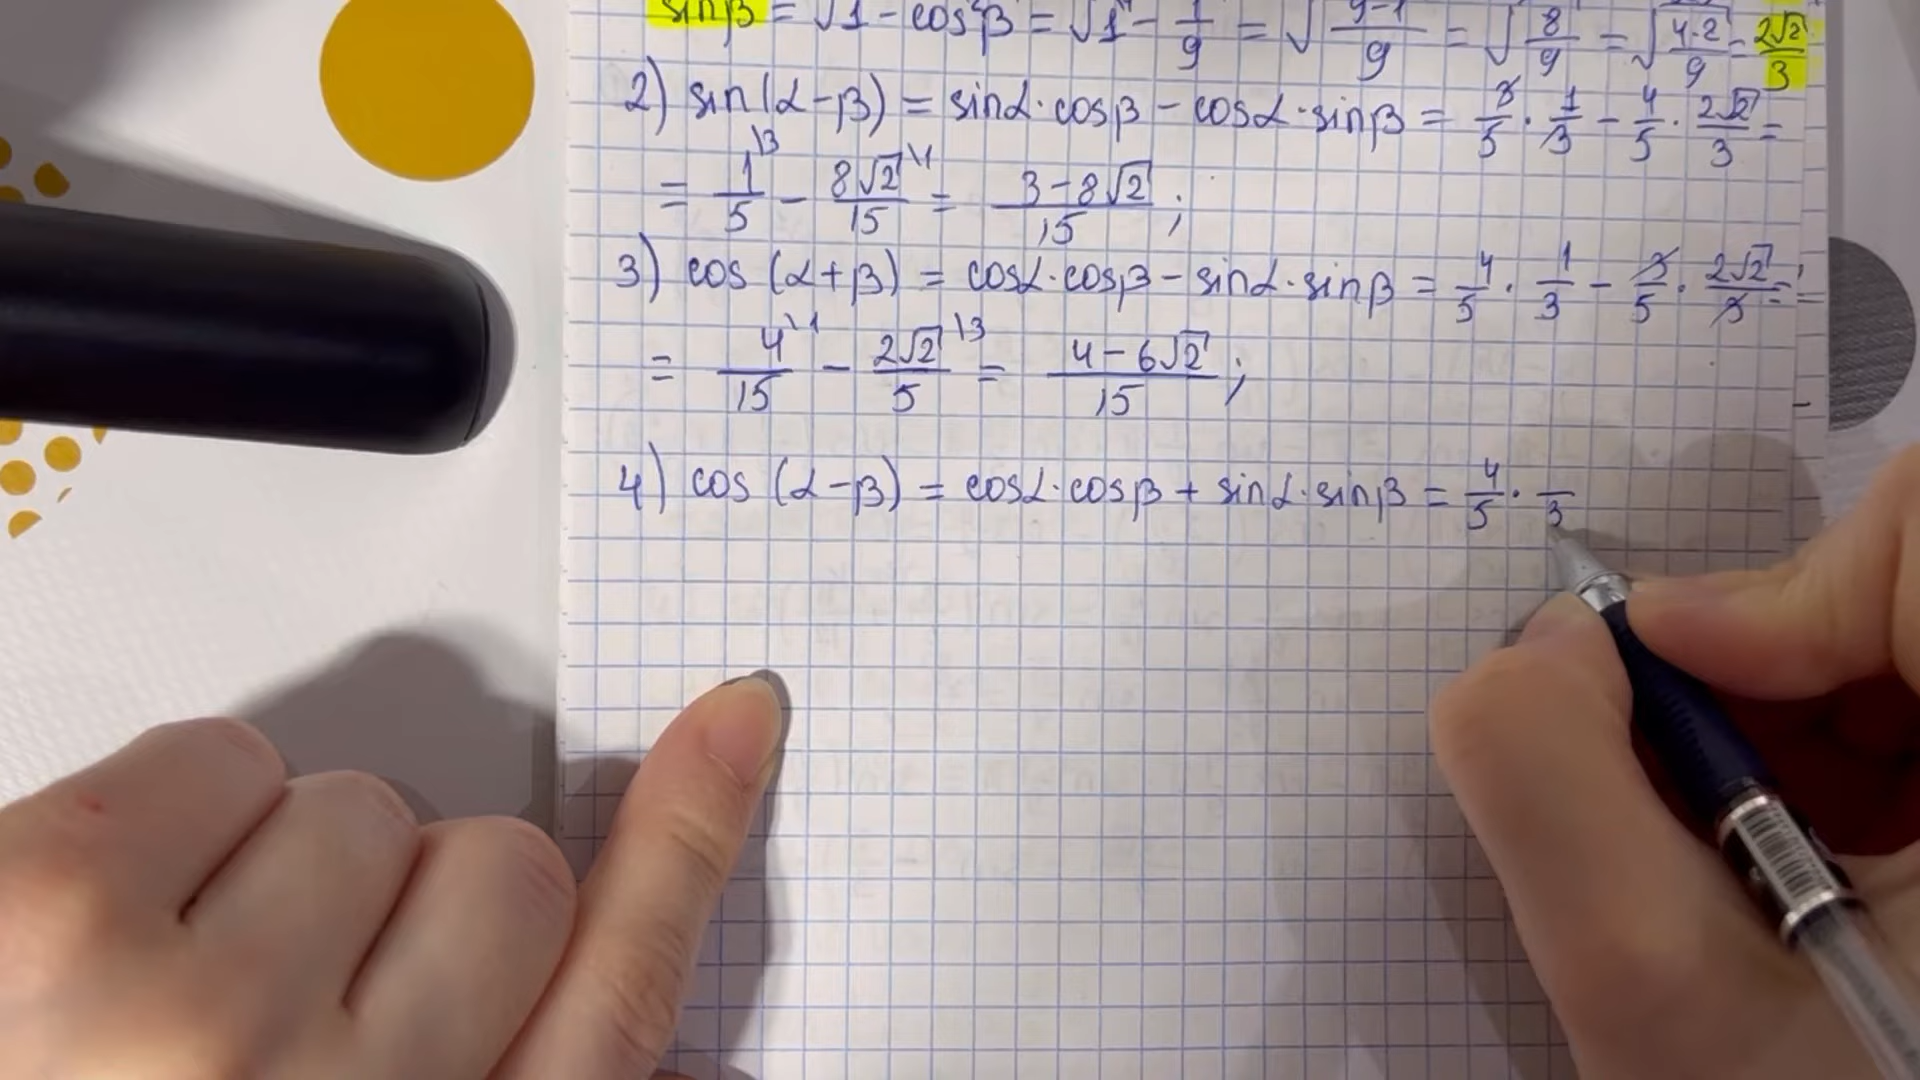 sinβ = √1 - cos²β = √1 - 1/9 = √9-1/9 = √8/9 = √4·2/9 = 2√2/3
2) sin(α-β) = sinα·cosβ - cosα·sinβ = 3/5 · 1/3 - 4/5 · 2√2/3 =
= 1/5 \3 - 8√2/15 \1 = 3-8√2/15 ;
3) cos (α+β) = cosα·cosβ - sinα·sinβ = 4/5 · 1/3 - 3/5 · 2√2/3 =
= 4/15 \1 - 2√2/5 \3 = 4-6√2/15 ;
4) cos (α-β) = cosα·cosβ + sinα·sinβ = 4/5 · /3